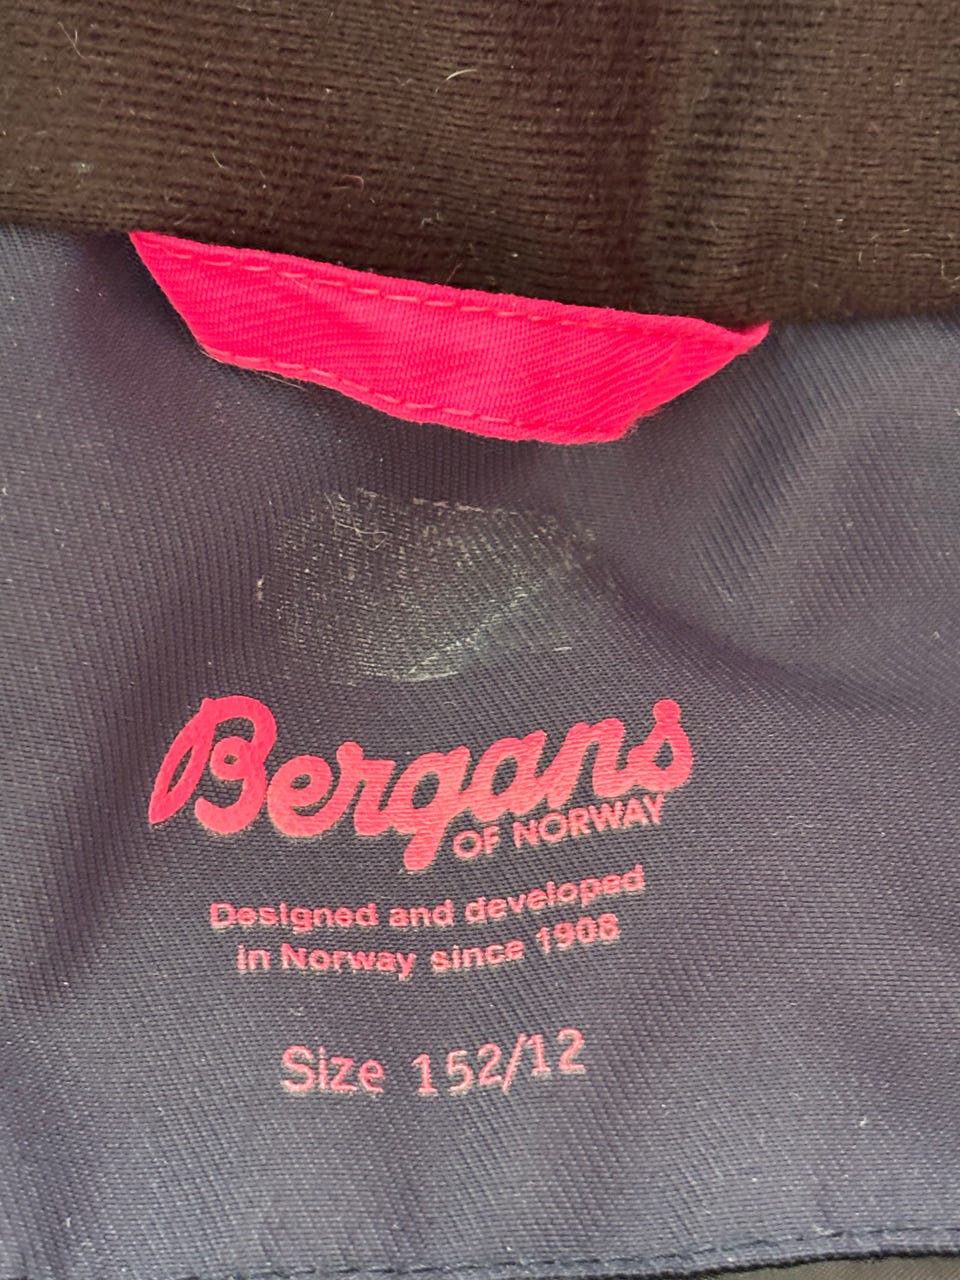 Bergans
OF NORWAY
Designed and developed
in Norway since 1908
Size 152/12